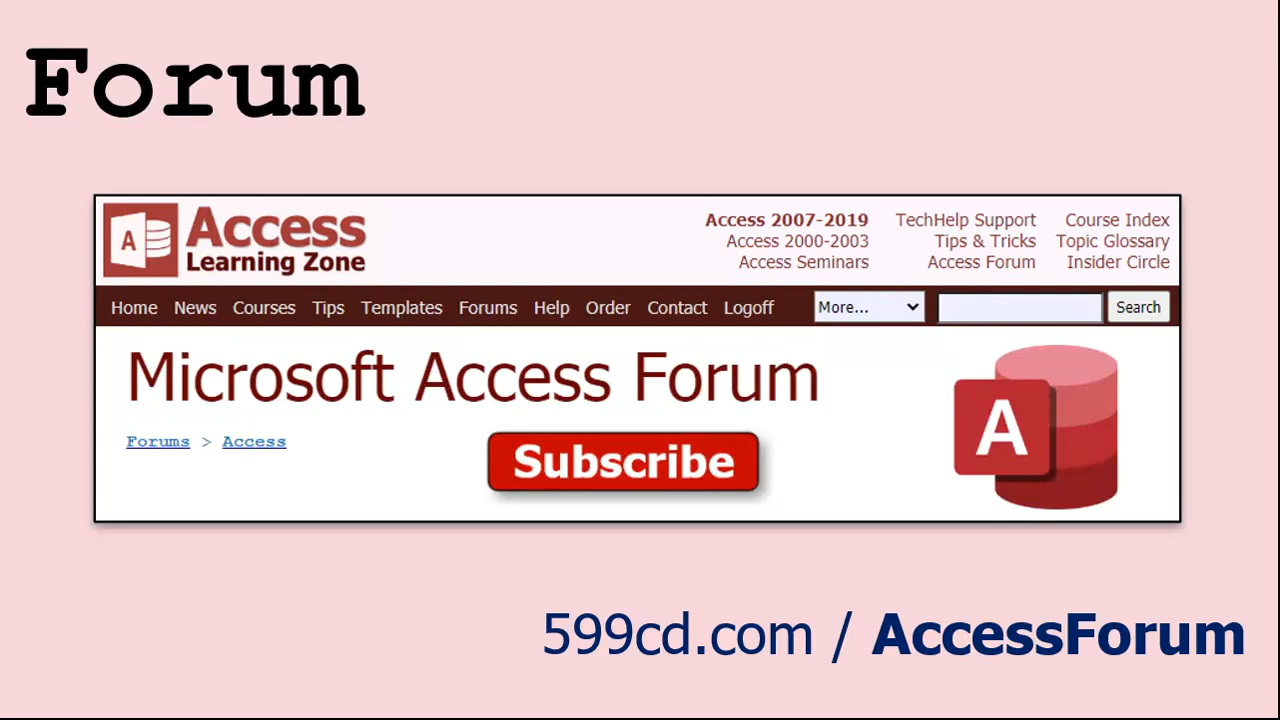 Forum
A Access
Learning Zone
Access 2007-2019 TechHelp Support Course Index
Access 2000-2003 Tips & Tricks Topic Glossary
Access Seminars Access Forum Insider Circle
Home News Courses Tips Templates Forums Help Order Contact Logoff More... Search
Microsoft Access Forum
Forums > Access
Subscribe
A
599cd.com / AccessForum